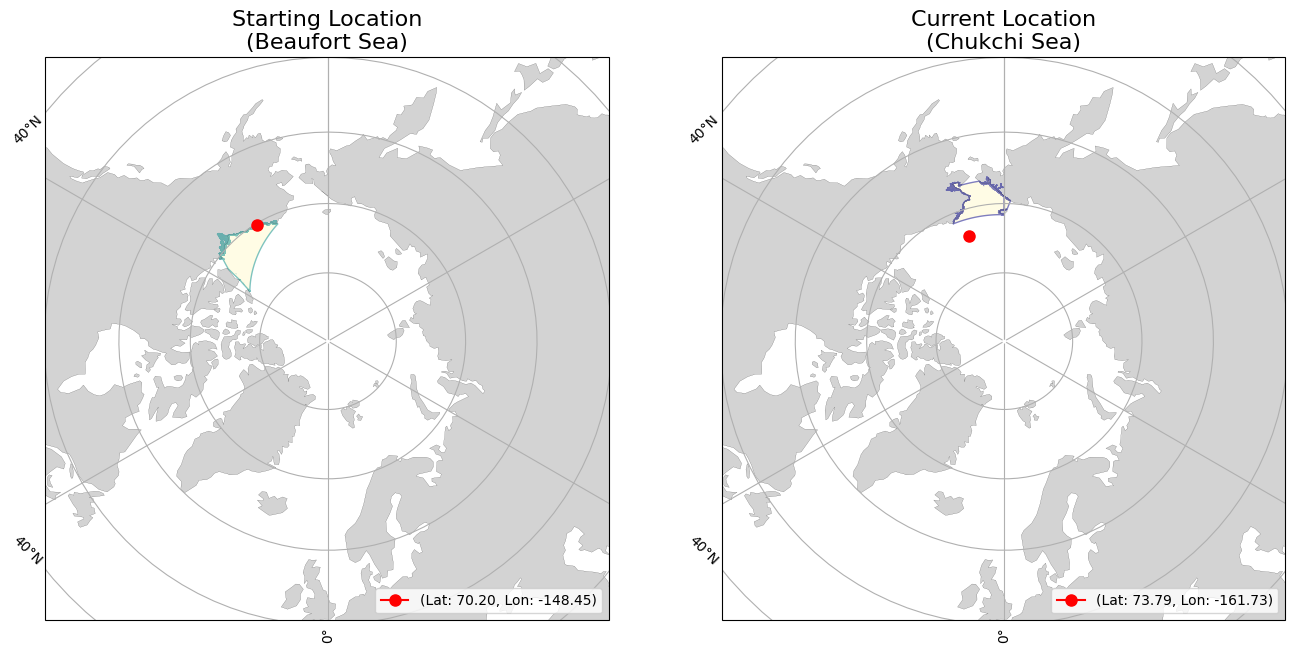 Starting Location
(Beaufort Sea)
40°N
40°N
0°
(Lat: 70.20, Lon: -148.45)
Current Location
(Chukchi Sea)
40°N
40°N
0°
(Lat: 73.79, Lon: -161.73)